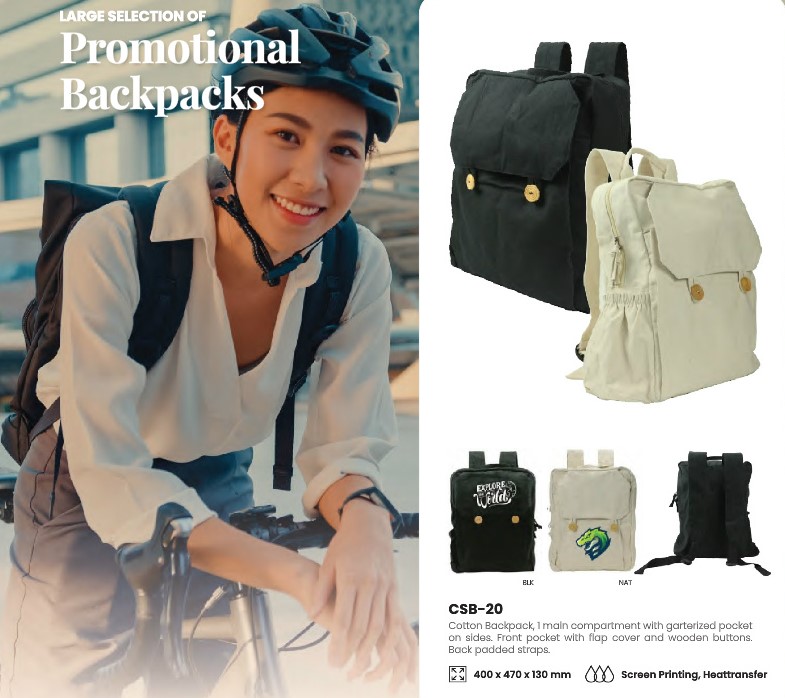 LARGE SELECTION OF
Promotional
Backpacks
EXPLORE
the
World
BLK
NAT
CSB-20
Cotton Backpack, 1 main compartment with garterized pocket
on sides. Front pocket with flap cover and wooden buttons.
Back padded straps.
400 x 470 x 130 mm
Screen Printing, Heattransfer